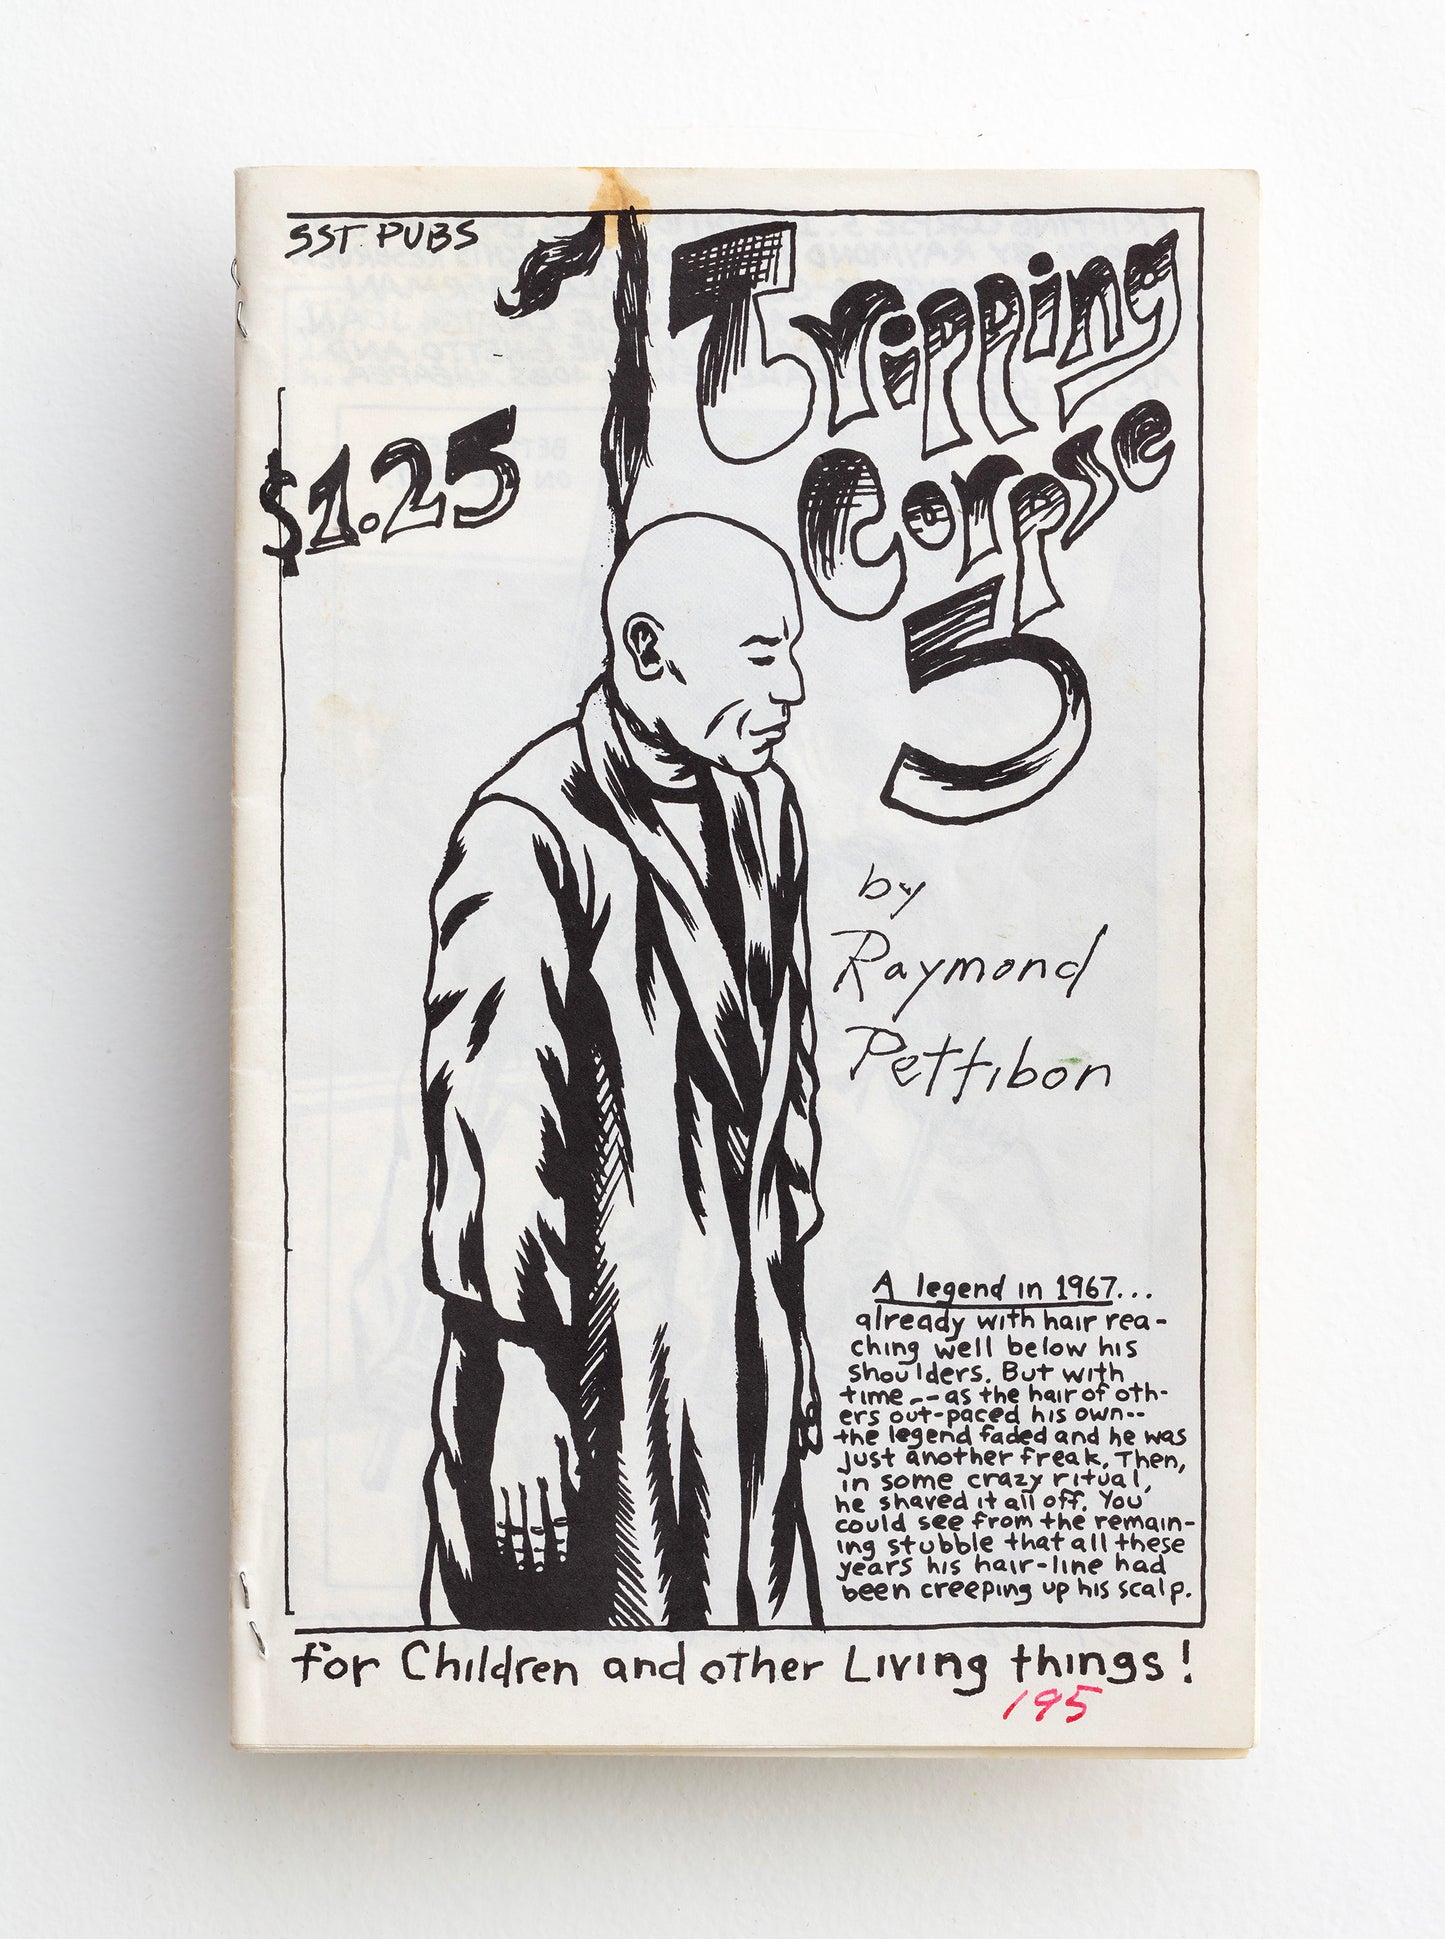 SST PUBS
Tripping
Corpse
5
$1.25
by
Raymond
Pettibon
A legend in 1967...
already with hair rea-
ching well below his
shoulders. But with
time -- as the hair of oth-
ers out-paced his own--
the legend faded and he was
just another freak. Then,
in some crazy ritual,
he shaved it all off. You
could see from the remain-
ing stubble that all these
years his hair-line had
been creeping up his scalp.
for Children and other Living things!
195